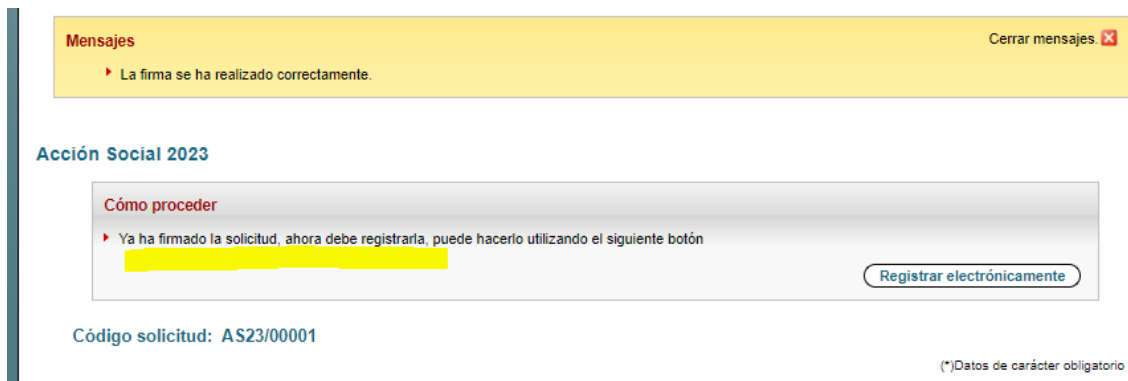 Mensajes
Cerrar mensajes.
La firma se ha realizado correctamente.
Acción Social 2023
Cómo proceder
Ya ha firmado la solicitud, ahora debe registrarla, puede hacerlo utilizando el siguiente botón
Registrar electrónicamente
Código solicitud: AS23/00001
(*)Datos de carácter obligatorio